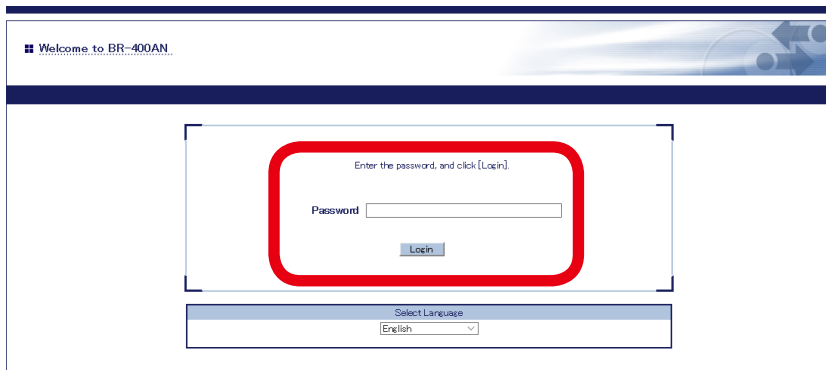 Welcome to BR-400AN
Enter the password, and click [Login].
Password
Login
Select Language
English